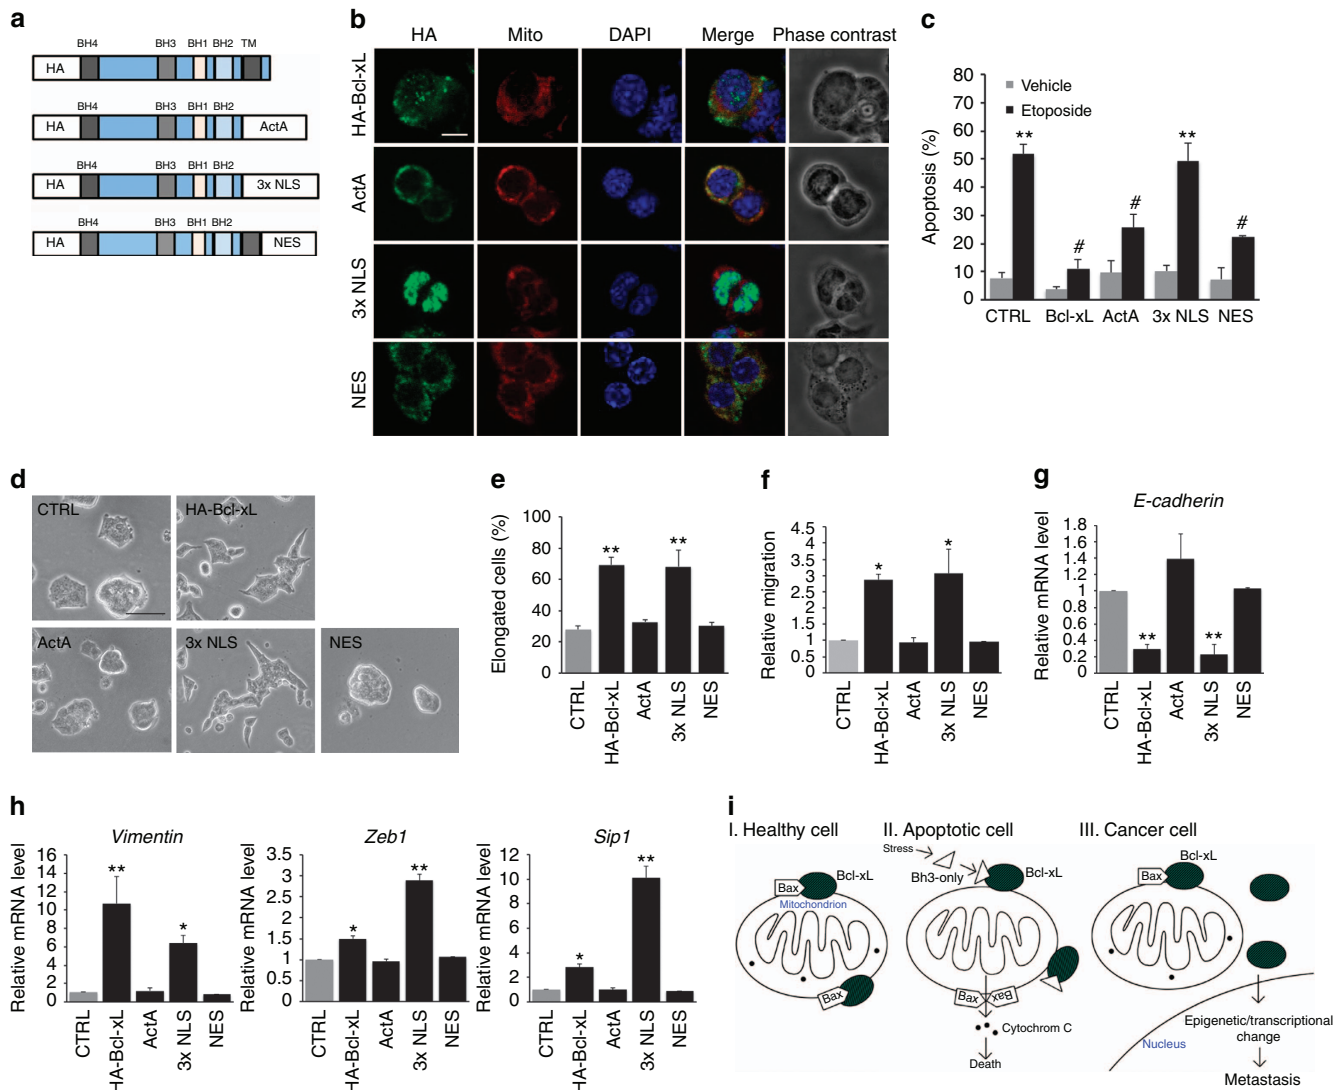 a
BH4 BH3 BH1 BH2 TM
HA
BH4 BH3 BH1 BH2
HA ActA
BH4 BH3 BH1 BH2
HA 3x NLS
BH4 BH3 BH1 BH2
HA NES
b
HA Mito DAPI Merge Phase contrast
HA-Bcl-xL
ActA
3x NLS
NES
c
Apoptosis (%)
80
70
60
50
40
30
20
10
0
Vehicle
Etoposide
** # # ** #
CTRL Bcl-xL ActA 3x NLS NES
d
CTRL HA-Bcl-xL
ActA 3x NLS NES
e
Elongated cells (%)
100
80
60
40
20
0
** **
CTRL HA-Bcl-xL ActA 3x NLS NES
f
Relative migration
4.5
4
3.5
3
2.5
2
1.5
1
0.5
0
* *
CTRL HA-Bcl-xL ActA 3x NLS NES
g
E-cadherin
Relative mRNA level
1.8
1.6
1.4
1.2
1
0.8
0.6
0.4
0.2
0
** **
CTRL HA-Bcl-xL ActA 3x NLS NES
h
Vimentin
Relative mRNA level
16
14
12
10
8
6
4
2
0
** *
CTRL HA-Bcl-xL ActA 3x NLS NES
Zeb1
Relative mRNA level
3.5
3
2.5
2
1.5
1
0.5
0
* **
CTRL HA-Bcl-xL ActA 3x NLS NES
Sip1
Relative mRNA level
12
10
8
6
4
2
0
* **
CTRL HA-Bcl-xL ActA 3x NLS NES
i
I. Healthy cell
Bcl-xL
Bax
Mitochondrion
Bax
II. Apoptotic cell
Stress
Bh3-only
Bcl-xL
Bax Bax
Cytochrom C
Death
III. Cancer cell
Bcl-xL
Bax
Nucleus
Epigenetic/transcriptional
change
Metastasis